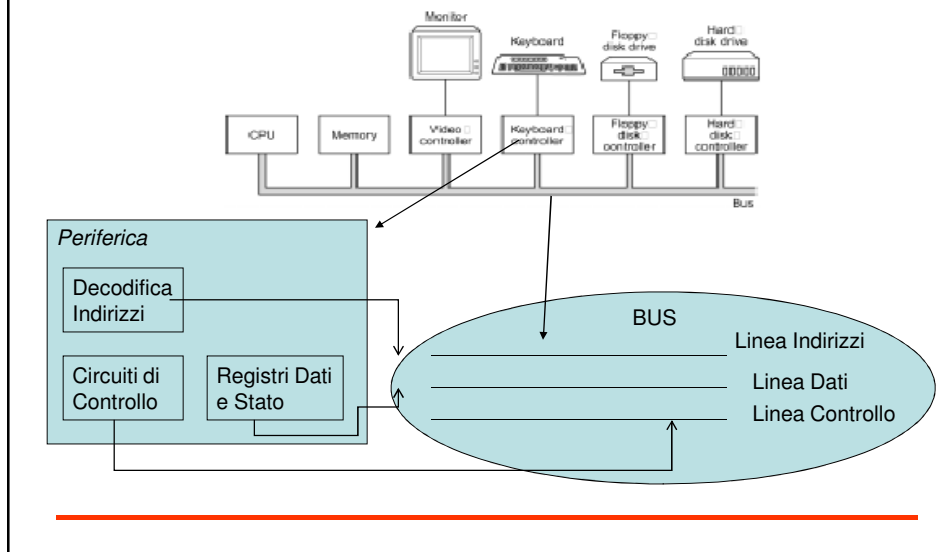 Monitor
Keyboard
Floppy
disk drive
Hard
disk drive
CPU
Memory
Video
controller
Keyboard
controller
Floppy
disk
controller
Hard
disk
controller
Bus
Periferica
Decodifica
Indirizzi
Circuiti di
Controllo
Registri Dati
e Stato
BUS
Linea Indirizzi
Linea Dati
Linea Controllo